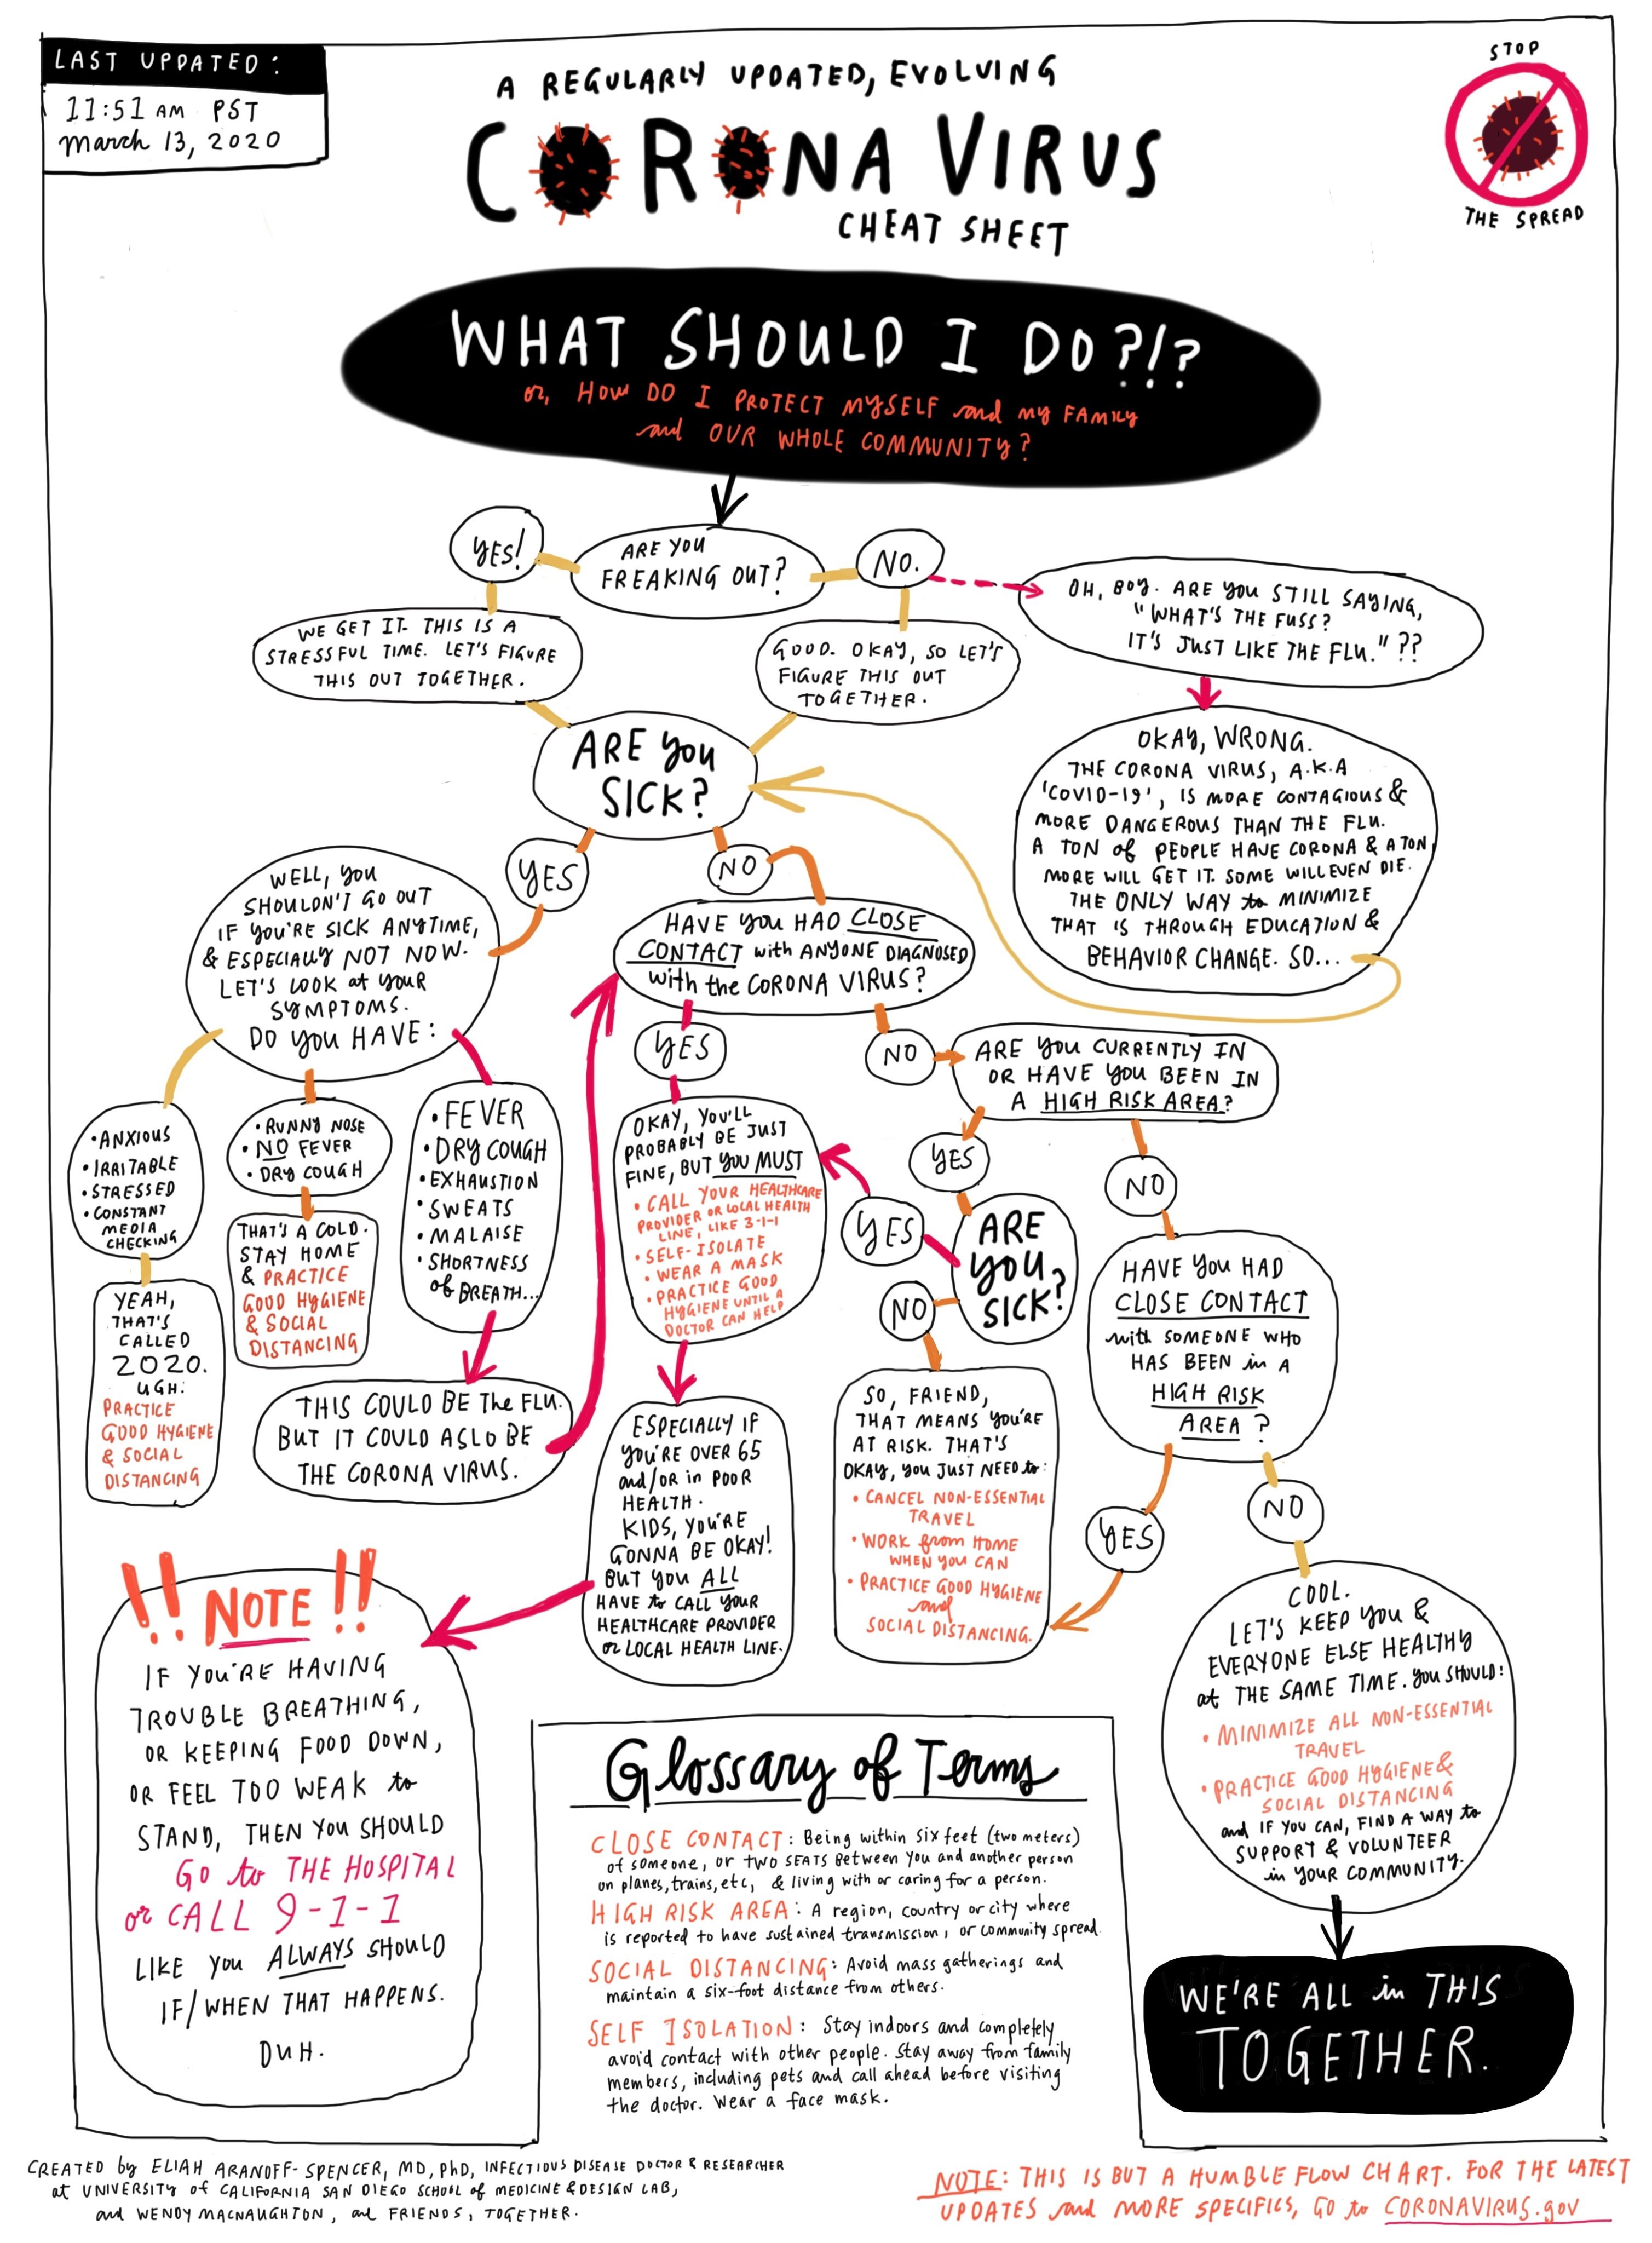 LAST UPDATED:
11:51 AM PST
march 13, 2020
A REGULARLY UPDATED, EVOLVING
CORONA VIRUS
CHEAT SHEET
STOP
THE SPREAD
WHAT SHOULD I DO?!?
or, HOW DO I PROTECT MYSELF and my FAMILY
and OUR WHOLE COMMUNITY?
YES!
ARE YOU
FREAKING OUT?
NO.
OH, BOY. ARE YOU STILL SAYING,
"WHAT'S THE FUSS?
IT'S JUST LIKE THE FLU." ??
WE GET IT. THIS IS A
STRESSFUL TIME. LET'S FIGURE
THIS OUT TOGETHER.
GOOD. OKAY, SO LET'S
FIGURE THIS OUT
TOGETHER.
OKAY, WRONG.
THE CORONA VIRUS, A.K.A
'COVID-19', IS MORE CONTAGIOUS &
MORE DANGEROUS THAN THE FLU.
A TON of PEOPLE HAVE CORONA & A TON
MORE WILL GET IT. SOME WILL EVEN DIE.
THE ONLY WAY to MINIMIZE
THAT IS THROUGH EDUCATION &
BEHAVIOR CHANGE. SO...
ARE YOU
SICK?
YES
NO
WELL, YOU
SHOULDN'T GO OUT
IF YOU'RE SICK ANYTIME,
& ESPECIALLY NOT NOW.
LET'S LOOK at YOUR
SYMPTOMS.
DO YOU HAVE:
HAVE YOU HAD CLOSE
CONTACT with ANYONE DIAGNOSED
with the CORONA VIRUS?
YES
NO
ARE YOU CURRENTLY IN
OR HAVE YOU BEEN IN
A HIGH RISK AREA?
• ANXIOUS
• IRRITABLE
• STRESSED
• CONSTANT
MEDIA
CHECKING
YEAH,
THAT'S
CALLED
2020.
UGH.
PRACTICE
GOOD HYGIENE
& SOCIAL
DISTANCING
• RUNNY NOSE
• NO FEVER
• DRY COUGH
THAT'S A COLD.
STAY HOME
& PRACTICE
GOOD HYGIENE
& SOCIAL
DISTANCING
• FEVER
• DRY COUGH
• EXHAUSTION
• SWEATS
• MALAISE
• SHORTNESS
of BREATH...
THIS COULD BE The FLU.
BUT IT COULD ASLO BE
THE CORONA VIRUS.
OKAY, YOU'LL
PROBABLY BE JUST
FINE, BUT YOU MUST
• CALL YOUR HEALTHCARE
PROVIDER OR LOCAL HEALTH
LINE, LIKE 3-1-1
• SELF-ISOLATE
• WEAR A MASK
• PRACTICE GOOD
HYGIENE UNTIL A
DOCTOR CAN HELP
ESPECIALLY IF
YOU'RE OVER 65
and/OR in POOR
HEALTH.
KIDS, YOU'RE
GONNA BE OKAY!
BUT YOU ALL
HAVE to CALL YOUR
HEALTHCARE PROVIDER
or LOCAL HEALTH LINE.
YES
NO
YES
ARE
YOU
SICK?
NO
SO, FRIEND,
THAT MEANS YOU'RE
AT RISK. THAT'S
OKAY, YOU JUST NEED to:
• CANCEL NON-ESSENTIAL
TRAVEL
• WORK from HOME
WHEN YOU CAN
• PRACTICE GOOD HYGIENE
and
SOCIAL DISTANCING.
HAVE YOU HAD
CLOSE CONTACT
with SOMEONE WHO
HAS BEEN in A
HIGH RISK
AREA?
YES
NO
COOL.
LET'S KEEP YOU &
EVERYONE ELSE HEALTHY
at THE SAME TIME. YOU SHOULD:
• MINIMIZE ALL NON-ESSENTIAL
TRAVEL
• PRACTICE GOOD HYGIENE &
SOCIAL DISTANCING
and IF YOU CAN, FIND A WAY to
SUPPORT & VOLUNTEER
in YOUR COMMUNITY.
WE'RE ALL in THIS
TOGETHER.
!! NOTE !!
IF YOU'RE HAVING
TROUBLE BREATHING,
OR KEEPING FOOD DOWN,
OR FEEL TOO WEAK to
STAND, THEN YOU SHOULD
GO to THE HOSPITAL
or CALL 9-1-1
LIKE YOU ALWAYS SHOULD
IF/WHEN THAT HAPPENS.
DUH.
Glossary of Terms
CLOSE CONTACT: Being within six feet (two meters)
of someone, or TWO SEATS Between you and another person
on planes, trains, etc, & living with or caring for a person.
HIGH RISK AREA: A region, country or city where
is reported to have sustained transmission, or community spread.
SOCIAL DISTANCING: Avoid mass gatherings and
maintain a six-foot distance from others.
SELF ISOLATION: Stay indoors and completely
avoid contact with other people. Stay away from family
members, including pets and call ahead before visiting
the doctor. Wear a face mask.
CREATED by ELIAH ARANOFF-SPENCER, MD, PhD, INFECTIOUS DISEASE DOCTOR & RESEARCHER
at UNIVERSITY of CALIFORNIA SAN DIEGO SCHOOL of MEDICINE & DESIGN LAB,
and WENDY MACNAUGHTON, and FRIENDS, TOGETHER.
NOTE: THIS IS BUT A HUMBLE FLOW CHART. FOR THE LATEST
UPDATES and MORE SPECIFICS, GO to CORONAVIRUS.gov